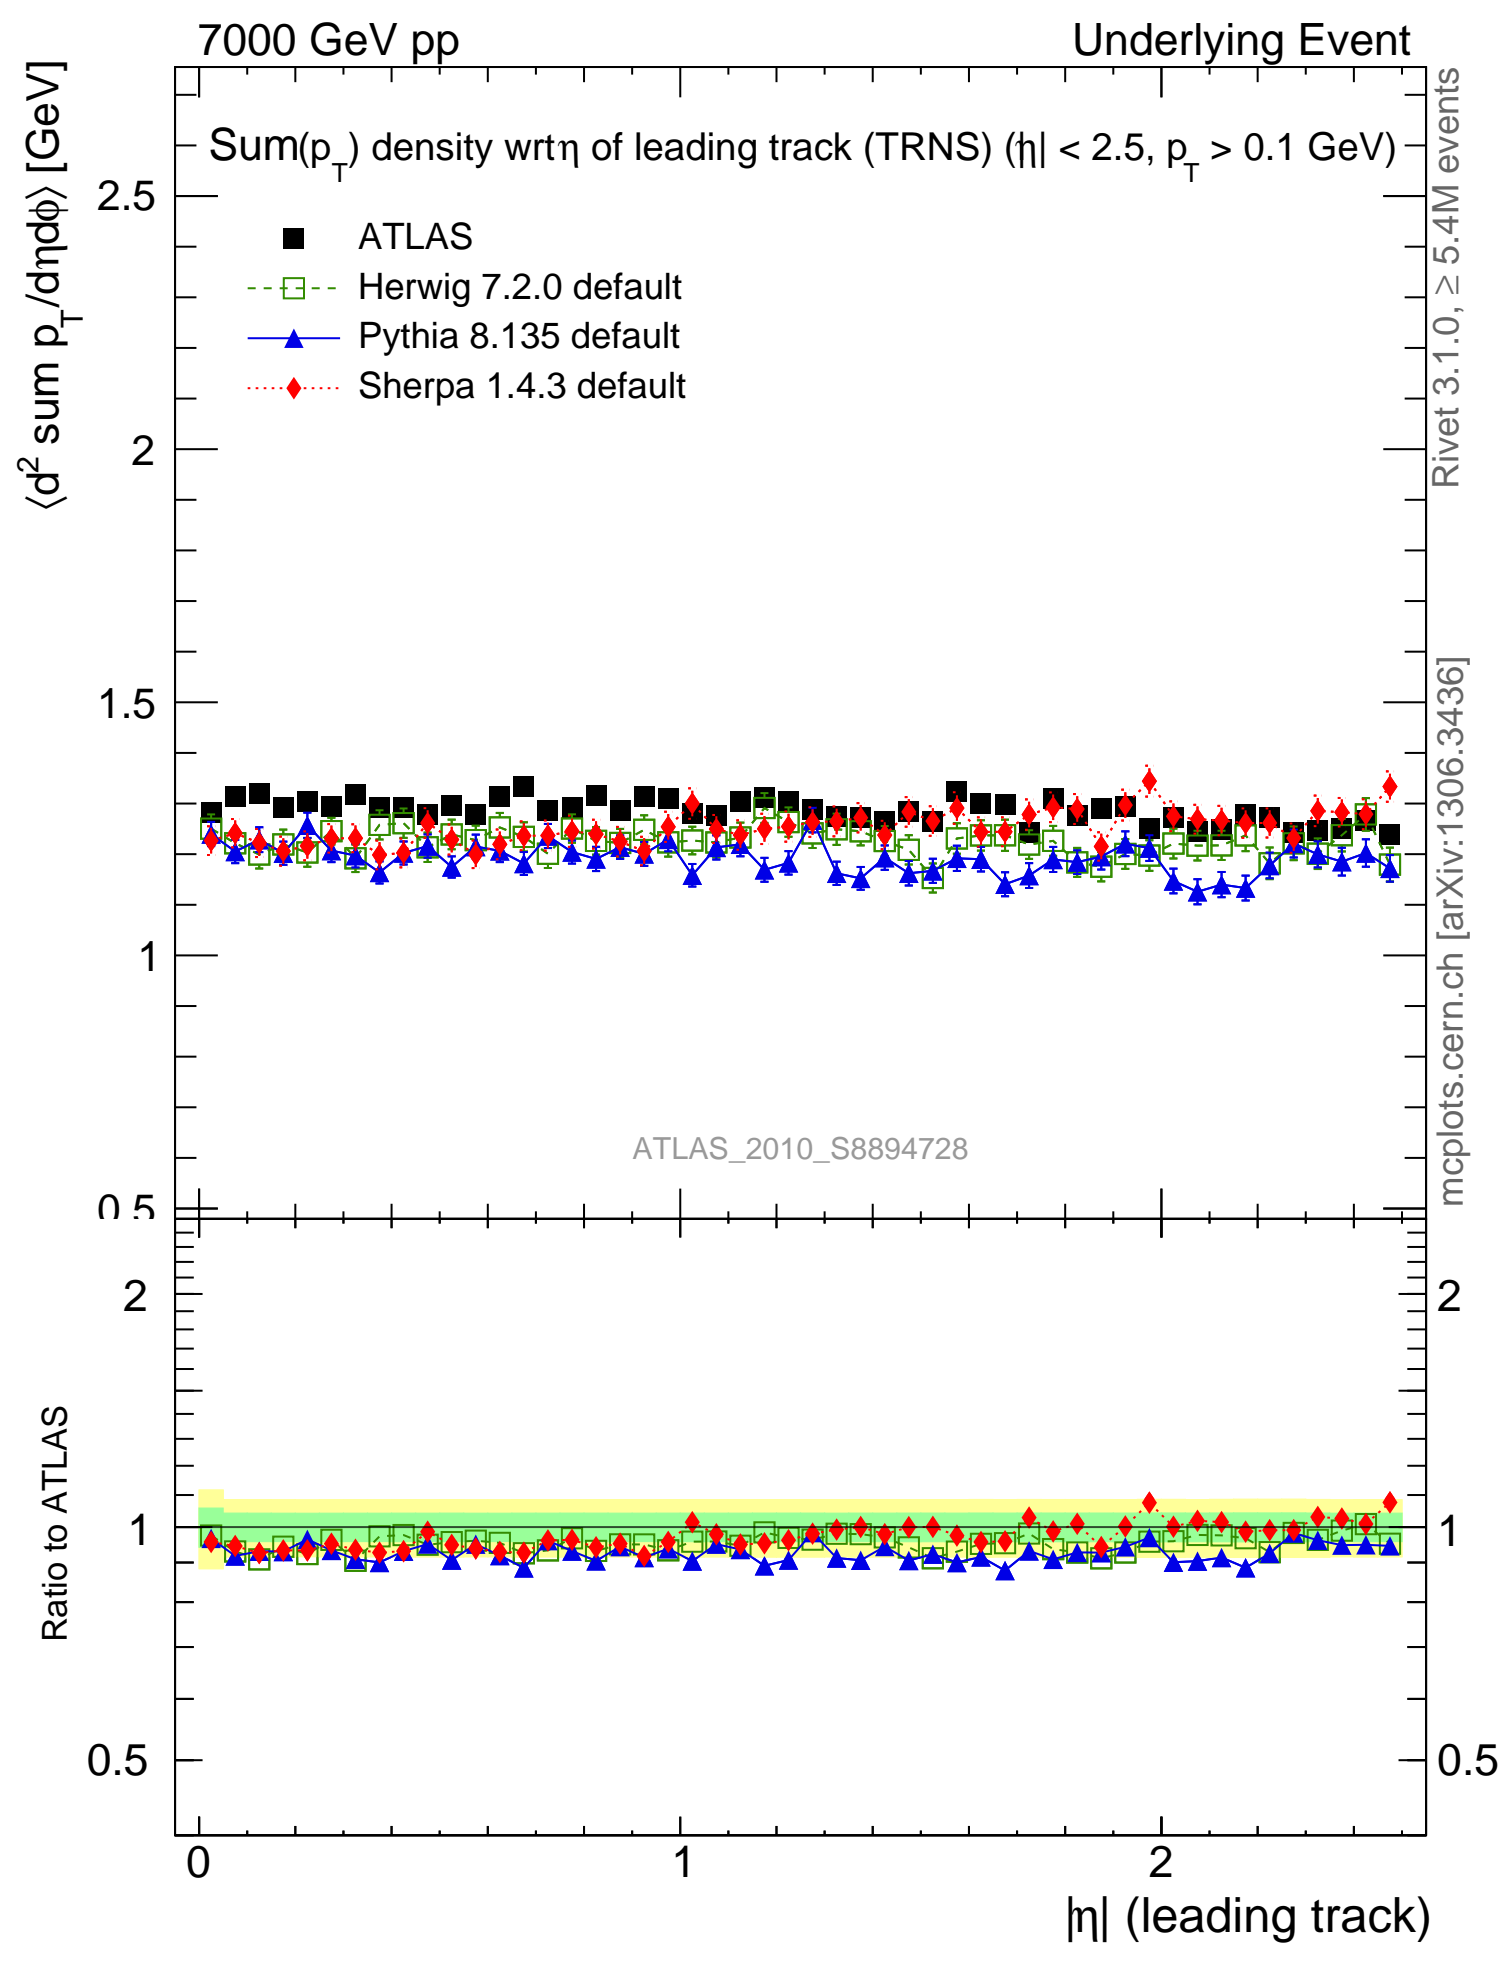 7000 GeV pp
Underlying Event
Sum(p_T) density wrtη of leading track (TRNS) (|η| < 2.5, p_T > 0.1 GeV)
ATLAS
Herwig 7.2.0 default
Pythia 8.135 default
Sherpa 1.4.3 default
⟨d² sum p_T/dηdϕ⟩ [GeV]
2.5
2
1.5
1
0.5
ATLAS_2010_S8894728
Rivet 3.1.0, ≥ 5.4M events
mcplots.cern.ch [arXiv:1306.3436]
Ratio to ATLAS
2
1
0.5
2
1
0.5
0
1
2
|η| (leading track)